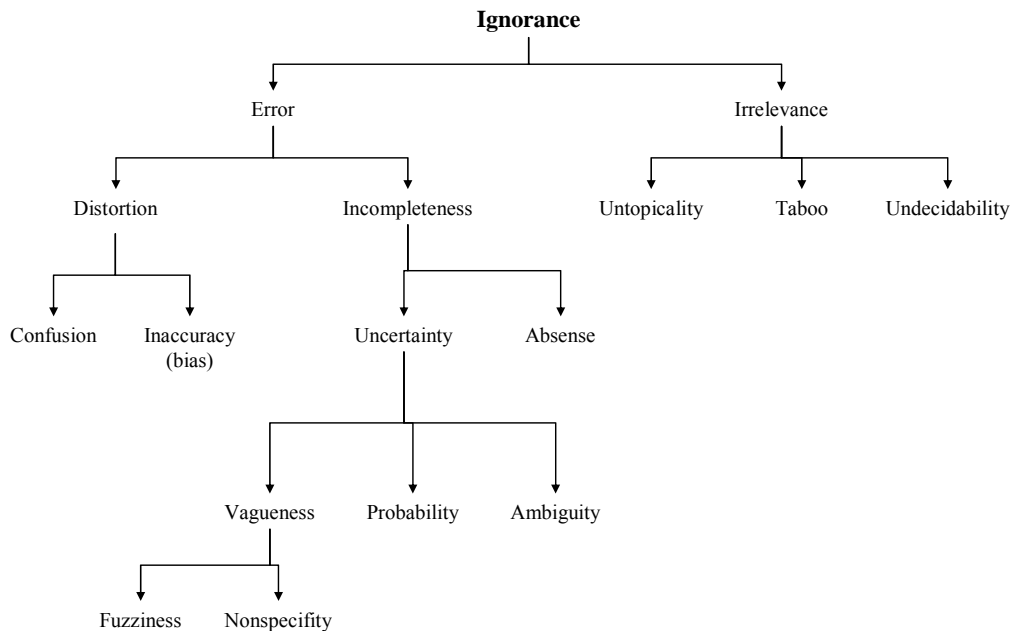 Ignorance
Error
Irrelevance
Distortion
Incompleteness
Untopicality
Taboo
Undecidability
Confusion
Inaccuracy
(bias)
Uncertainty
Absense
Vagueness
Probability
Ambiguity
Fuzziness
Nonspecifity